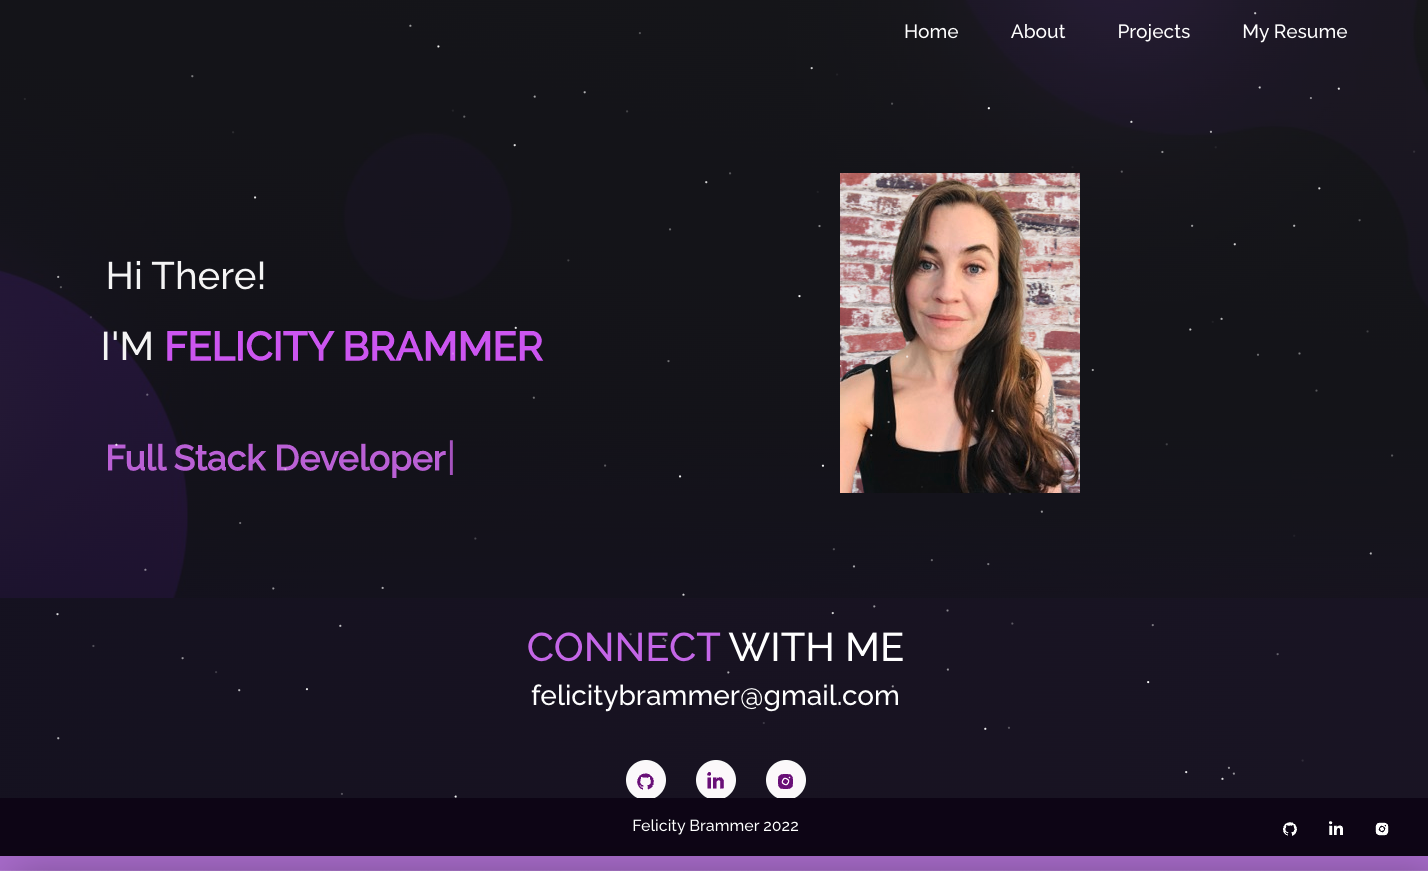 Home About Projects My Resume
Hi There!
I'M FELICITY BRAMMER
Full Stack Developer|
CONNECT WITH ME
felicitybrammer@gmail.com
Felicity Brammer 2022